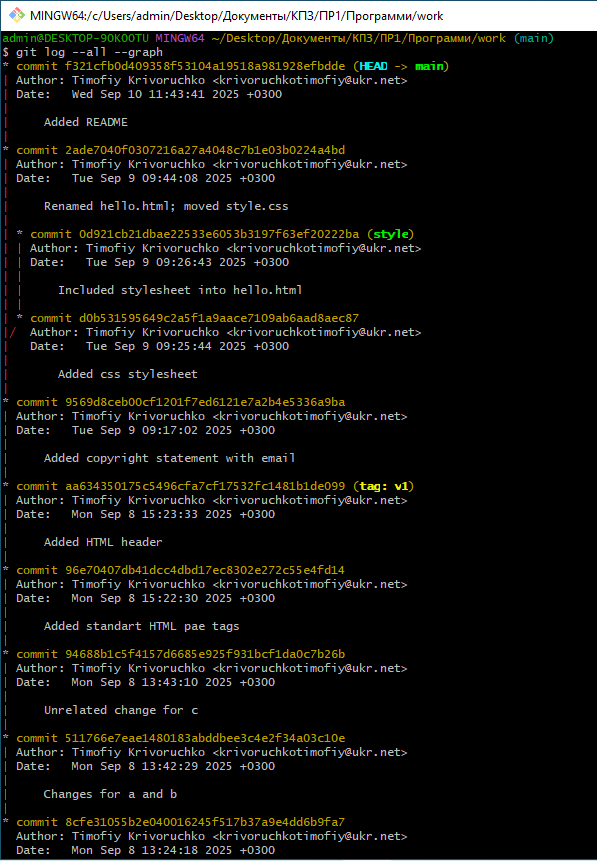 MINGW64:/c/Users/admin/Desktop/Документы/КПЗ/ПР1/Программи/work
admin@DESKTOP-9OKOOTU MINGW64 ~/Desktop/Документы/КПЗ/ПР1/Программи/work (main)
$ git log --all --graph
* commit f321cfb0d409358f53104a19518a981928efbdde (HEAD -> main)
| Author: Timofiy Krivoruchko <krivoruchkotimofiy@ukr.net>
| Date:   Wed Sep 10 11:43:41 2025 +0300
|
|     Added README
|
* commit 2ade7040f0307216a27a4048c7b1e03b0224a4bd
| Author: Timofiy Krivoruchko <krivoruchkotimofiy@ukr.net>
| Date:   Tue Sep 9 09:44:08 2025 +0300
|
|     Renamed hello.html; moved style.css
|
| * commit 0d921cb21dbae22533e6053b3197f63ef20222ba (style)
| | Author: Timofiy Krivoruchko <krivoruchkotimofiy@ukr.net>
| | Date:   Tue Sep 9 09:26:43 2025 +0300
| |
| |     Included stylesheet into hello.html
| |
| * commit d0b531595649c2a5f1a9aace7109ab6aad8aec87
|/  Author: Timofiy Krivoruchko <krivoruchkotimofiy@ukr.net>
|   Date:   Tue Sep 9 09:25:44 2025 +0300
|
|       Added css stylesheet
|
* commit 9569d8ceb00cf1201f7ed6121e7a2b4e5336a9ba
| Author: Timofiy Krivoruchko <krivoruchkotimofiy@ukr.net>
| Date:   Tue Sep 9 09:17:02 2025 +0300
|
|     Added copyright statement with email
|
* commit aa634350175c5496cfa7cf17532fc1481b1de099 (tag: v1)
| Author: Timofiy Krivoruchko <krivoruchkotimofiy@ukr.net>
| Date:   Mon Sep 8 15:23:33 2025 +0300
|
|     Added HTML header
|
* commit 96e70407db41dcc4dbd17ec8302e272c55e4fd14
| Author: Timofiy Krivoruchko <krivoruchkotimofiy@ukr.net>
| Date:   Mon Sep 8 15:22:30 2025 +0300
|
|     Added standart HTML pae tags
|
* commit 94688b1c5f4157d6685e925f931bcf1da0c7b26b
| Author: Timofiy Krivoruchko <krivoruchkotimofiy@ukr.net>
| Date:   Mon Sep 8 13:43:10 2025 +0300
|
|     Unrelated change for c
|
* commit 511766e7eae1480183abddbee3c4e2f34a03c10e
| Author: Timofiy Krivoruchko <krivoruchkotimofiy@ukr.net>
| Date:   Mon Sep 8 13:42:29 2025 +0300
|
|     Changes for a and b
|
* commit 8cfe31055b2e040016245f517b37a9e4dd6b9fa7
| Author: Timofiy Krivoruchko <krivoruchkotimofiy@ukr.net>
| Date:   Mon Sep 8 13:24:18 2025 +0300